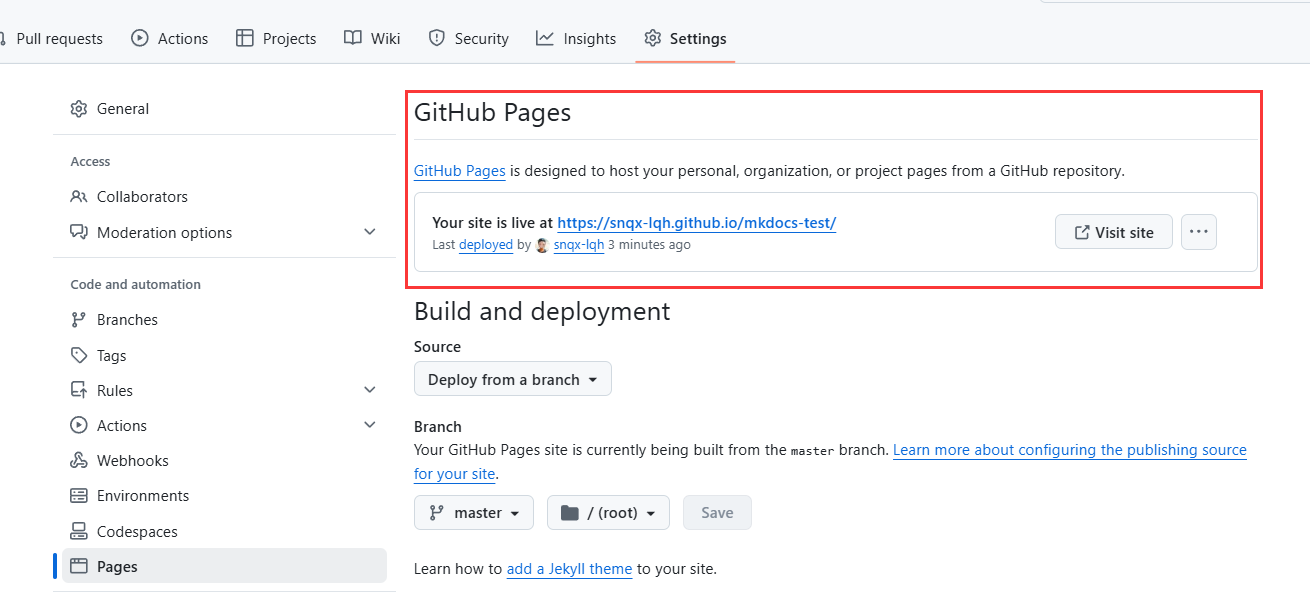 Pull requests
Actions
Projects
Wiki
Security
Insights
Settings
General
Access
Collaborators
Moderation options
Code and automation
Branches
Tags
Rules
Actions
Webhooks
Environments
Codespaces
Pages
GitHub Pages
GitHub Pages is designed to host your personal, organization, or project pages from a GitHub repository.
Your site is live at https://snqx-lqh.github.io/mkdocs-test/
Last deployed by snqx-lqh 3 minutes ago
Visit site
Build and deployment
Source
Deploy from a branch
Branch
Your GitHub Pages site is currently being built from the master branch. Learn more about configuring the publishing source
for your site.
master
/ (root)
Save
Learn how to add a Jekyll theme to your site.